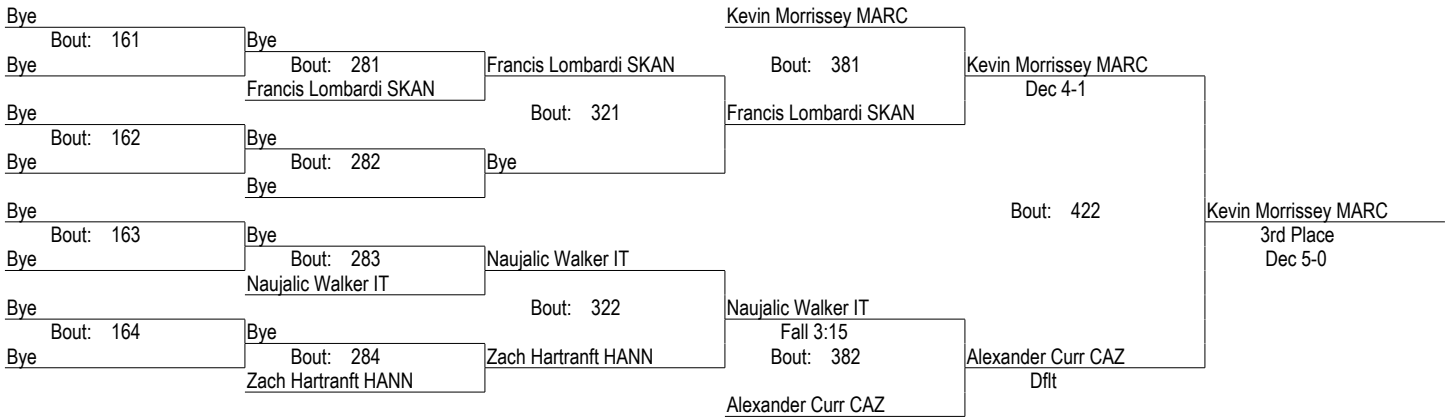 Bye
Kevin Morrissey MARC
Bout: 161
Bye
Bye
Bout: 281
Francis Lombardi SKAN
Bout: 381
Kevin Morrissey MARC
Francis Lombardi SKAN
Dec 4-1
Bye
Bout: 321
Francis Lombardi SKAN
Bout: 162
Bye
Bye
Bout: 282
Bye
Bye
Bye
Bout: 422
Kevin Morrissey MARC
Bout: 163
Bye
3rd Place
Bye
Bout: 283
Naujalic Walker IT
Dec 5-0
Naujalic Walker IT
Bye
Bout: 322
Naujalic Walker IT
Bout: 164
Bye
Fall 3:15
Bye
Bout: 284
Zach Hartranft HANN
Bout: 382
Alexander Curr CAZ
Zach Hartranft HANN
Dflt
Alexander Curr CAZ